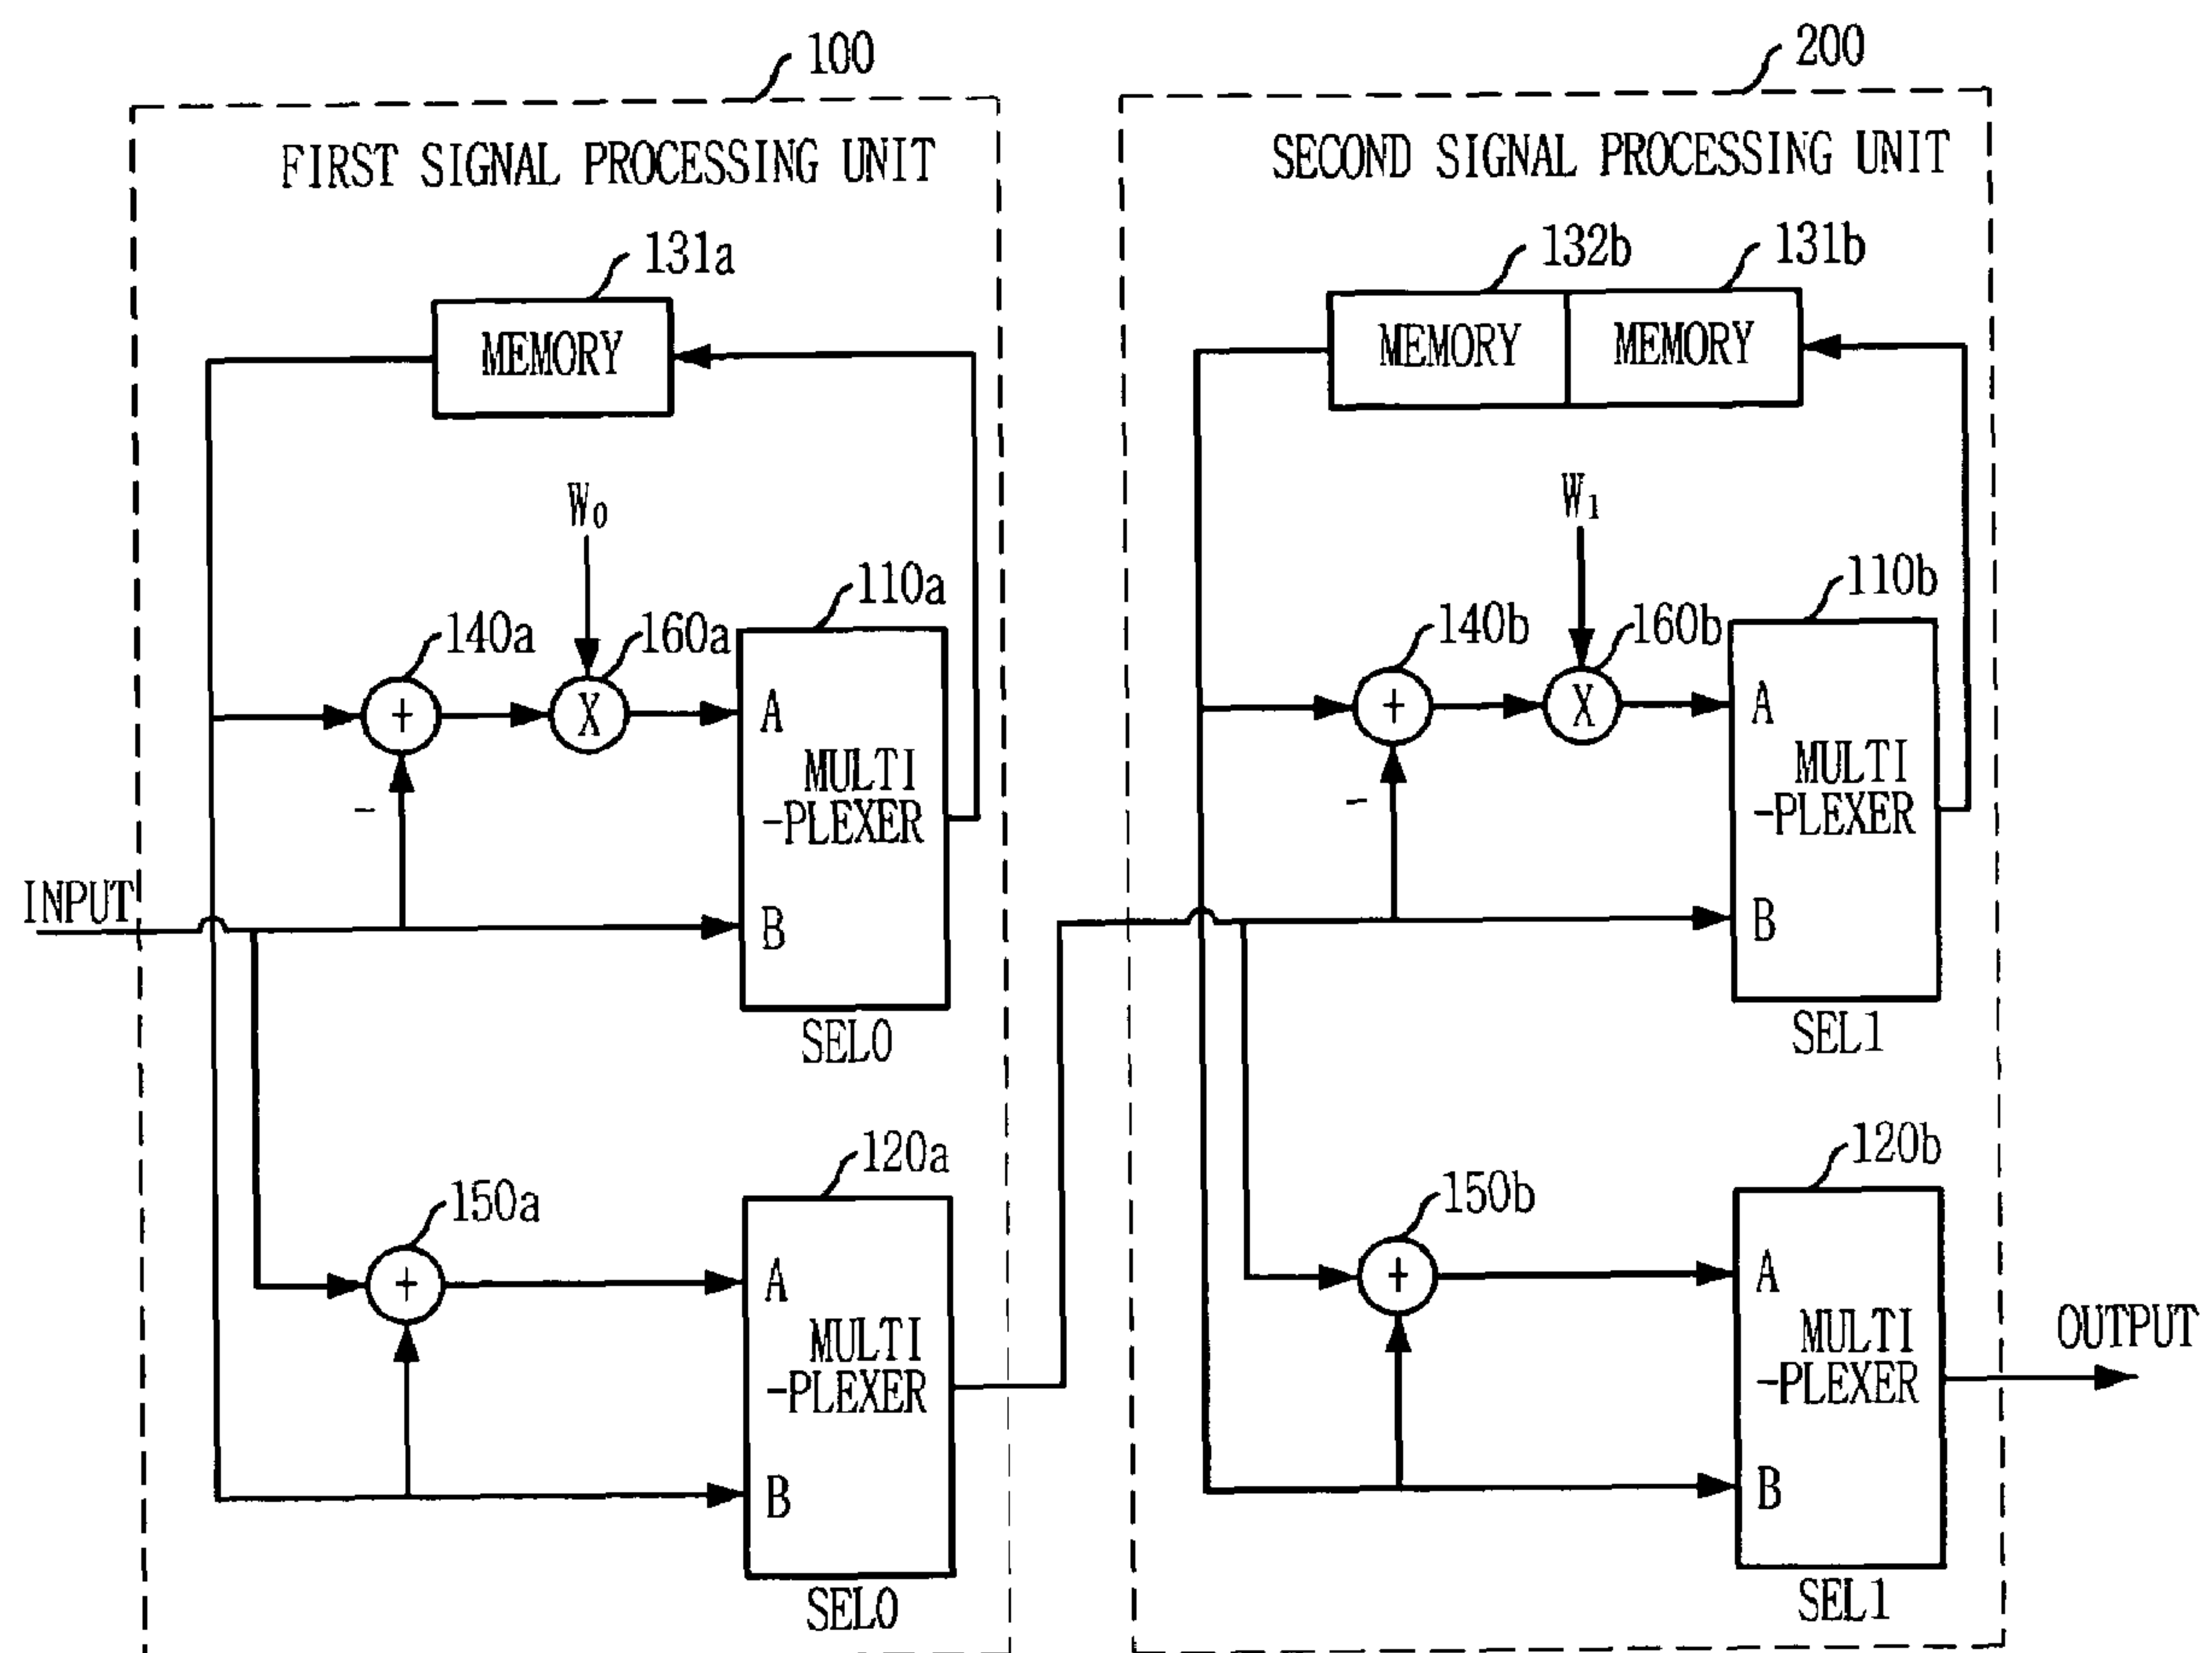 100
200
FIRST SIGNAL PROCESSING UNIT
SECOND SIGNAL PROCESSING UNIT
131a
132b
131b
MEMORY
MEMORY
MEMORY
W0
W1
140a
160a
110a
140b
160b
110b
+
X
A
MULTI
-PLEXER
B
-
SEL0
+
X
A
MULTI
-PLEXER
B
-
SEL1
INPUT
150a
120a
150b
120b
+
A
MULTI
-PLEXER
B
SEL0
+
A
MULTI
-PLEXER
B
SEL1
OUTPUT